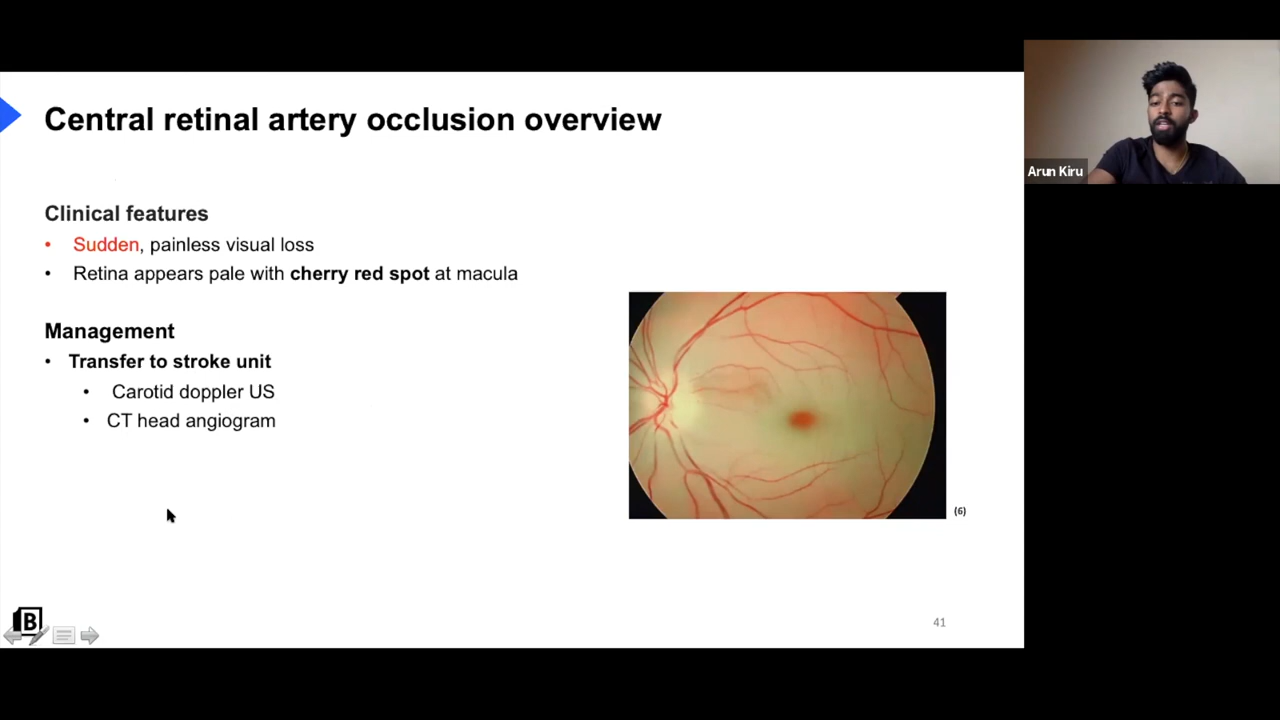 Central retinal artery occlusion overview
Arun Kiru
Clinical features
• Sudden, painless visual loss
• Retina appears pale with cherry red spot at macula
Management
• Transfer to stroke unit
• Carotid doppler US
• CT head angiogram
(6)
B
41